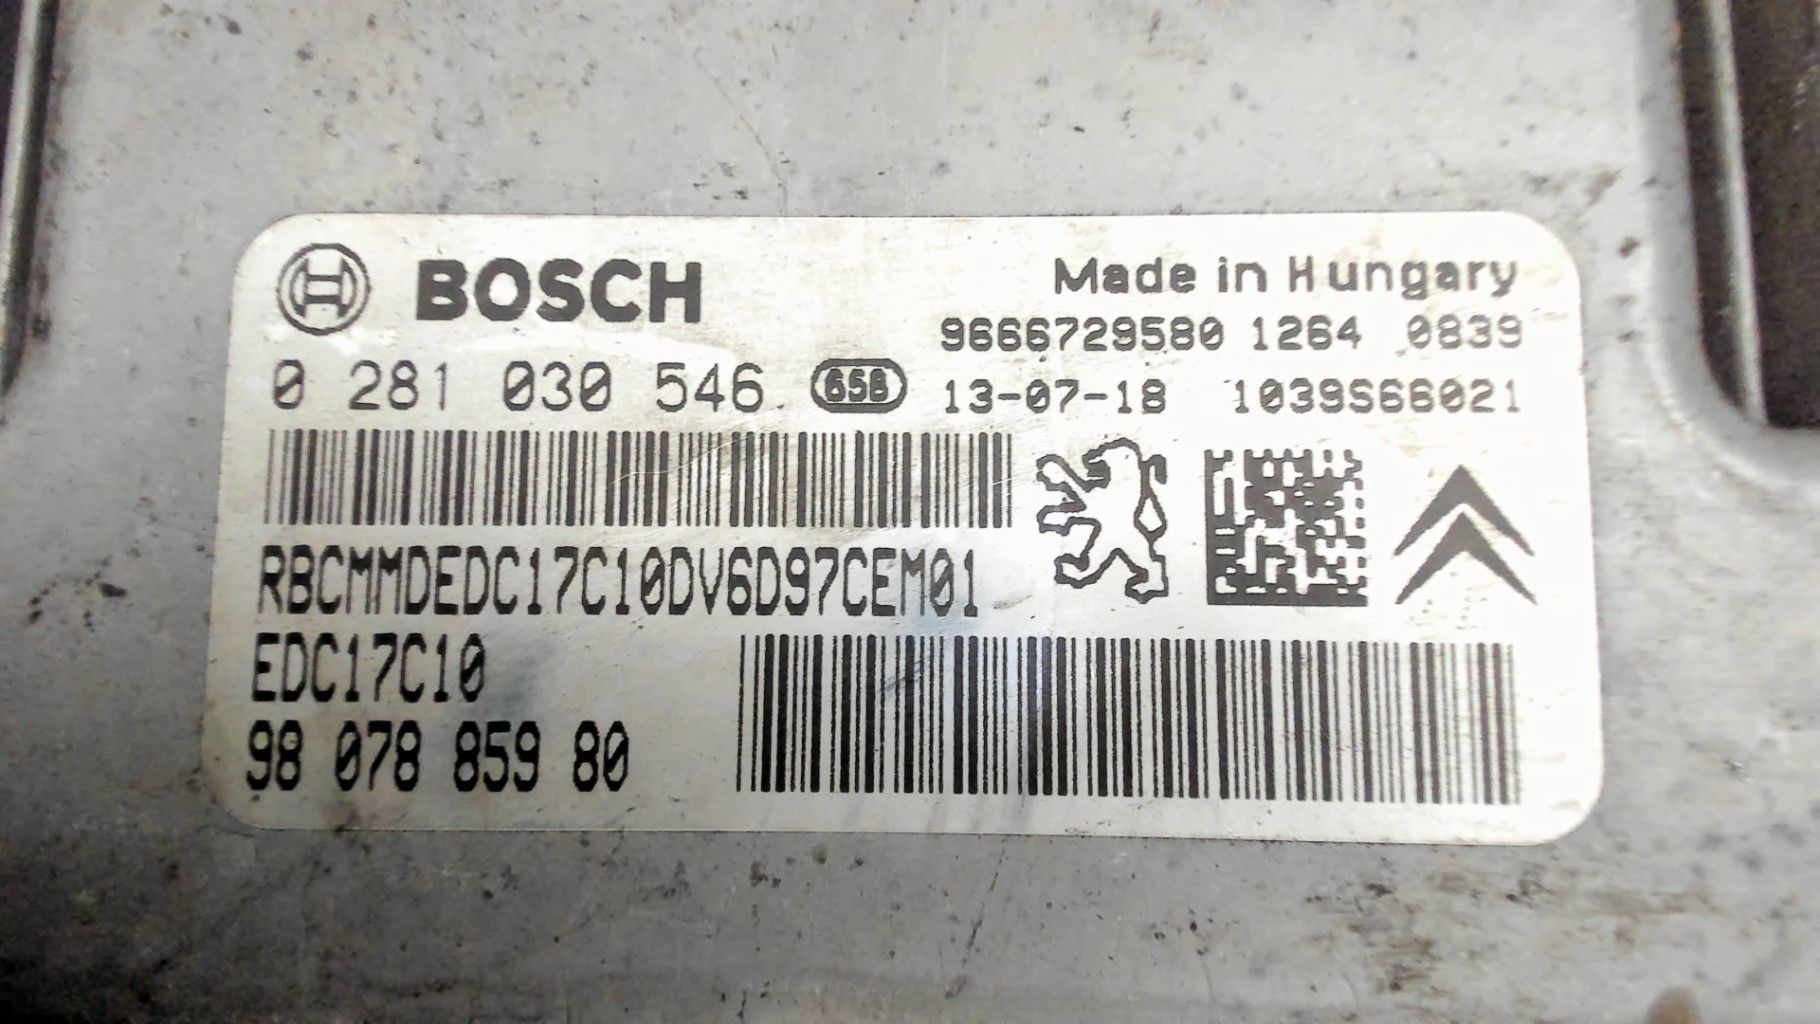 BOSCH
Made in Hungary
9666729580 1264 0839
0 281 030 546 658
13-07-18 1039S66021
RBCMMDEDC17C10DV6D97CEM01
EDC17C10
98 078 859 80